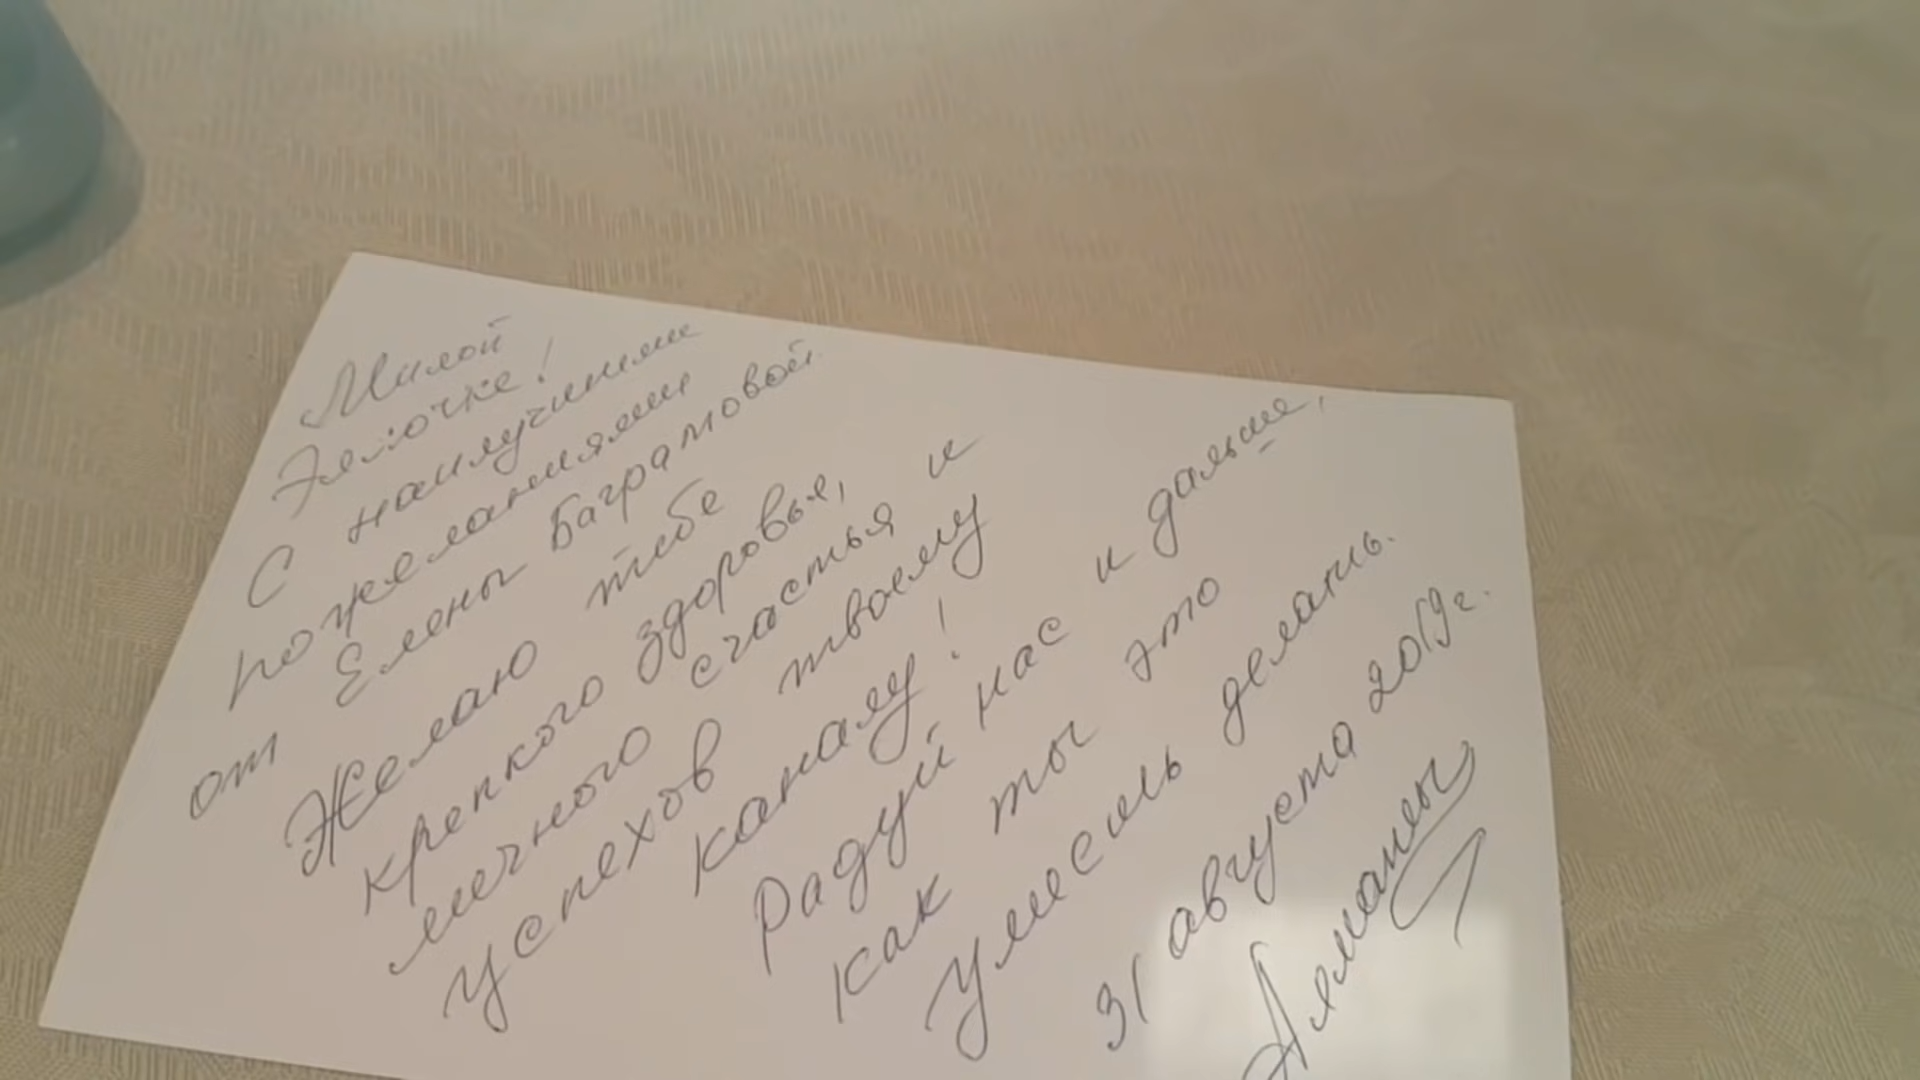 Милой
Элюочке!
С наилучшими
пожеланиями
от Елены Баграмовой
Желаю тебе
крепкого здоровья,
личного счастья и
успехов твоему
каналу!
Радуй нас и дальше,
как ты это
умеешь делать.
31 августа 2019г.